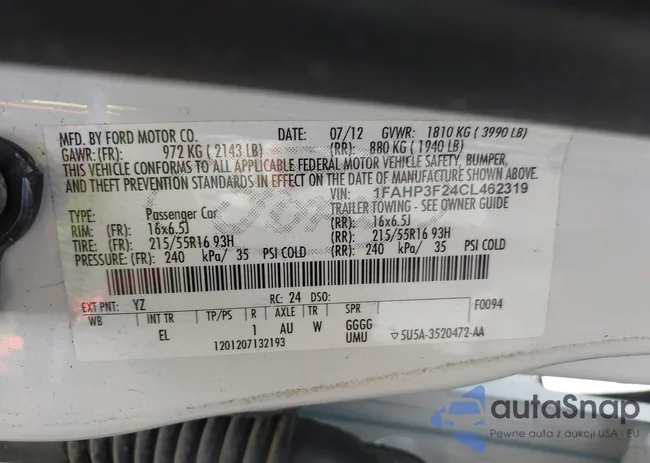 MFD. BY FORD MOTOR CO. DATE: 07/12 GVWR: 1810 KG ( 3990 LB)
GAWR: (FR): 972 KG ( 2143 LB) (RR): 880 KG ( 1940 LB)
THIS VEHICLE CONFORMS TO ALL APPLICABLE FEDERAL MOTOR VEHICLE SAFETY, BUMPER,
AND THEFT PREVENTION STANDARDS IN EFFECT ON THE DATE OF MANUFACTURE SHOWN ABOVE.
VIN: 1FAHP3F24CL462319
TYPE: Passenger Car TRAILER TOWING - SEE OWNER GUIDE
RIM: (FR): 16x6.5J (RR): 16x6.5J
TIRE: (FR): 215/55R16 93H (RR): 215/55R16 93H
PRESSURE: (FR): 240 kPa/ 35 PSI COLD (RR): 240 kPa/ 35 PSI COLD
EXT PNT: YZ RC: 24 DSO: F0094
WB INT TR TP/PS R AXLE TR SPR
EL 1 AU W GGGG
UMU
1201207132193
▽5U5A-3520472-AA
autoSnap
Pewne auta z aukcji USA i EU